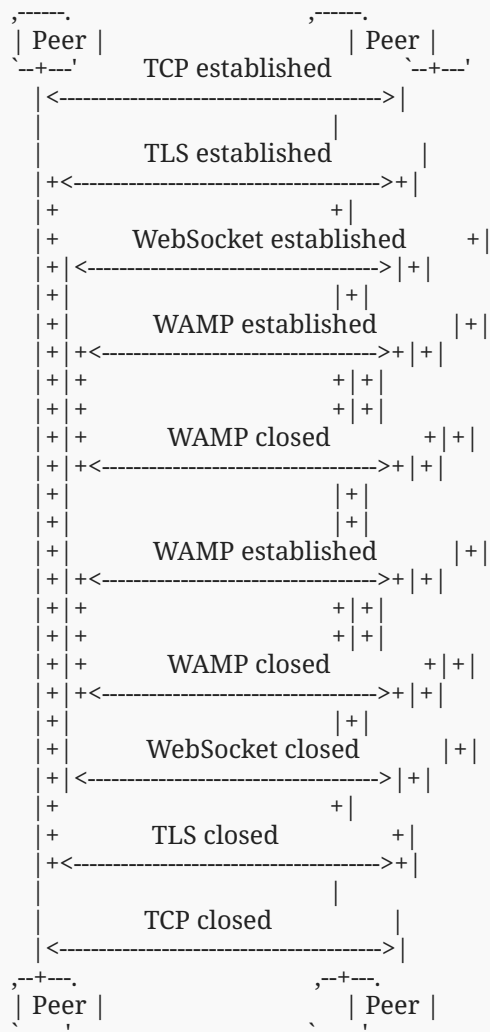 ,------.                                    ,------.
| Peer |                                    | Peer |
`--+---'          TCP established          `--+---'
|<----------------------------------------->|
|                                           |
|               TLS established             |
|+<--------------------------------------->+|
|+                                         +|
|+           WebSocket established         +|
|+|<------------------------------------->|+|
|+|                                       |+|
|+|            WAMP established           |+|
|+|+<----------------------------------->+|+|
|+|+                                     +|+|
|+|+                                     +|+|
|+|+            WAMP closed              +|+|
|+|+<----------------------------------->+|+|
|+|                                       |+|
|+|                                       |+|
|+|            WAMP established           |+|
|+|+<----------------------------------->+|+|
|+|+                                     +|+|
|+|+                                     +|+|
|+|+            WAMP closed              +|+|
|+|+<----------------------------------->+|+|
|+|                                       |+|
|+|           WebSocket closed            |+|
|+|<------------------------------------->|+|
|+                                         +|
|+              TLS closed                 +|
|+<--------------------------------------->+|
|                                           |
|               TCP closed                  |
|<----------------------------------------->|
,--+---.                                    ,--+---.
| Peer |                                    | Peer |